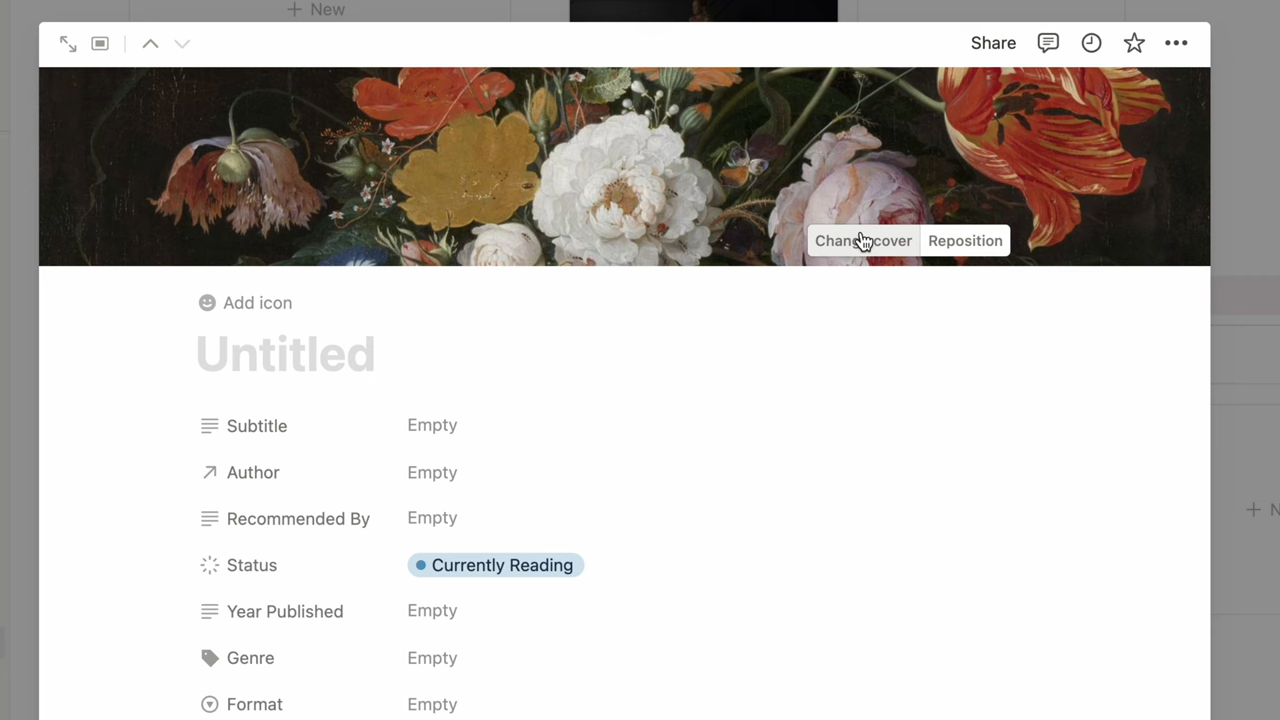 + New
Share
Change cover Reposition
Add icon
Untitled
Subtitle Empty
Author Empty
Recommended By Empty
Status Currently Reading
Year Published Empty
Genre Empty
Format Empty